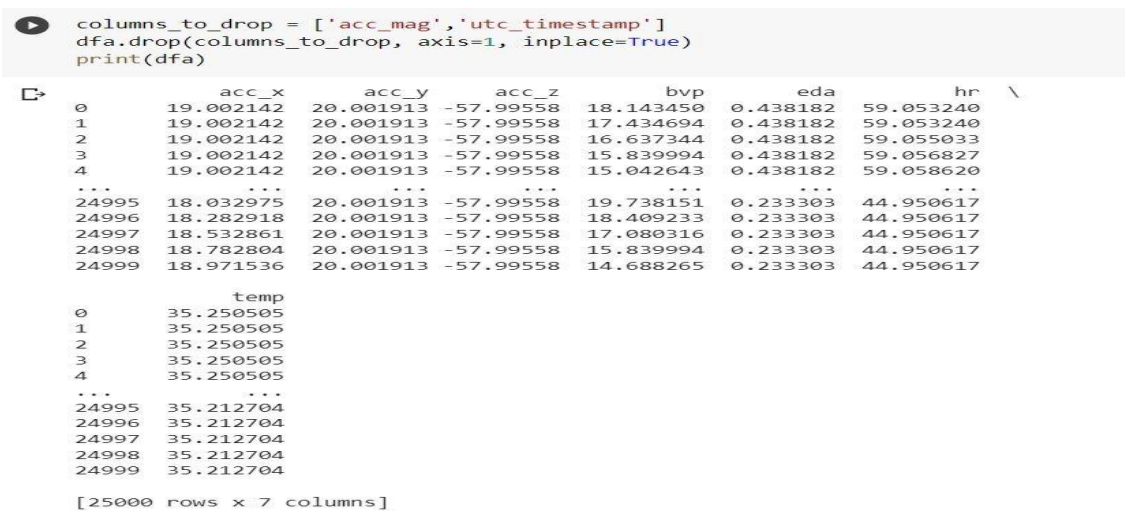 columns_to_drop = ['acc_mag','utc_timestamp']
dfa.drop(columns_to_drop, axis=1, inplace=True)
print(dfa)
acc_x acc_y acc_z bvp eda hr \
0 19.002142 20.001913 -57.99558 18.143450 0.438182 59.053240
1 19.002142 20.001913 -57.99558 17.434694 0.438182 59.053240
2 19.002142 20.001913 -57.99558 16.637344 0.438182 59.055033
3 19.002142 20.001913 -57.99558 15.839994 0.438182 59.056827
4 19.002142 20.001913 -57.99558 15.042643 0.438182 59.058620
... ... ... ... ... ... ...
24995 18.032975 20.001913 -57.99558 19.738151 0.233303 44.950617
24996 18.282918 20.001913 -57.99558 18.409233 0.233303 44.950617
24997 18.532861 20.001913 -57.99558 17.080316 0.233303 44.950617
24998 18.782804 20.001913 -57.99558 15.839994 0.233303 44.950617
24999 18.971536 20.001913 -57.99558 14.688265 0.233303 44.950617
temp
0 35.250505
1 35.250505
2 35.250505
3 35.250505
4 35.250505
... ...
24995 35.212704
24996 35.212704
24997 35.212704
24998 35.212704
24999 35.212704
[25000 rows x 7 columns]